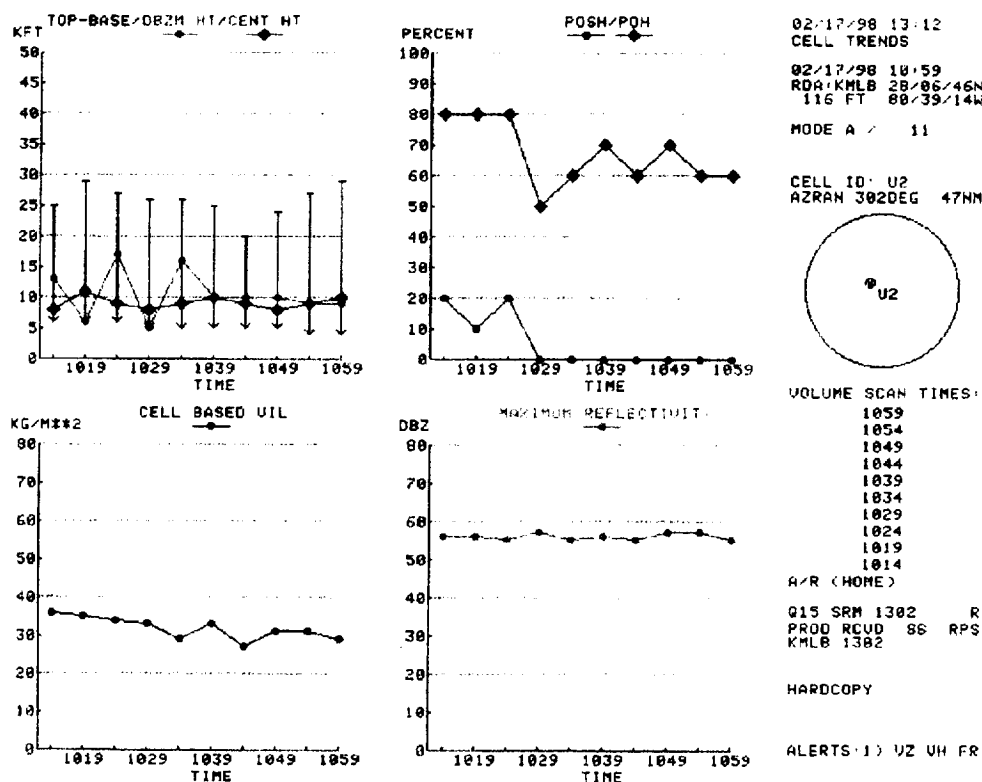 TOP-BASE/DBZM HT/CENT HT
KFT
50
45
40
35
30
25
20
15
10
5
0
1019 1029 1039 1049 1059
TIME
POSH/POH
PERCENT
100
90
80
70
60
50
40
30
20
10
0
1019 1029 1039 1049 1059
TIME
CELL BASED VIL
KG/M**2
80
70
60
50
40
30
20
10
0
1019 1029 1039 1049 1059
TIME
MAXIMUM REFLECTIVIT
DBZ
80
70
60
50
40
30
20
10
0
1019 1029 1039 1049 1059
TIME
02/17/98 13:12
CELL TRENDS
02/17/98 10:59
RDA:KMLB 28/06/46N
116 FT 80/39/14W
MODE A / 11
CELL ID: U2
AZRAN 302DEG 47NM
U2
VOLUME SCAN TIMES:
1059
1054
1049
1044
1039
1034
1029
1024
1019
1014
A/R (HOME)
Q15 SRM 1302 R
PROD RCVD 86 RPS
KMLB 1302
HARDCOPY
ALERTS:1) VZ VH FR